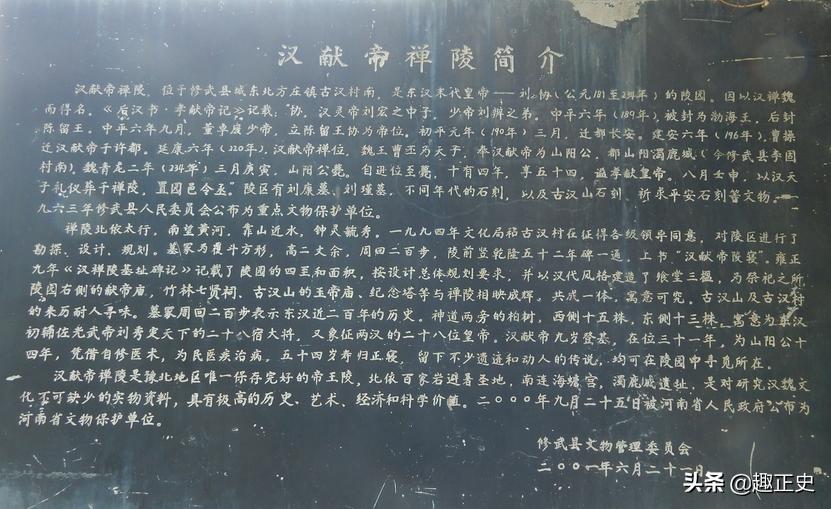 汉献帝禅陵简介
汉献帝禅陵，位于修武县城东北方庄镇古汉村南，是东汉末代皇帝——刘协(公元181至234年)的陵园。因以汉禅魏
而得名。《后汉书·孝献帝记》记载："协，汉灵帝刘宏之中子，少帝刘辩之弟。中平六年(189年)，被封为渤海王，后封
陈留王。中平六年九月，董卓废少帝，立陈留王协为帝位。初平元年(190年)三月，迁都长安。建安六年(196年)，曹操
迁汉献帝于许都。延康六年(220年)，汉献帝禅位，魏王曹丕为天子，奉汉献帝为山阳公，都山阳浊鹿城(今修武县李固
村南)。魏青龙二年(234年)三月庚寅，山阳公薨。自逊位至薨，十有四年，享五十四，谥孝献皇帝。八月壬申，以汉天
子礼仪葬于禅陵，置园邑令丞"陵区有刘康墓、刘瑾墓，不同年代的石刻，以及古汉山石刻、祈求平安石刻等文物。一
九六三年修武县人民委员会公布为重点文物保护单位。
禅陵北依太行，南望黄河，靠山近水，钟灵毓秀。一九九四年文化局和古汉村在征得各级领导同意，对陵区进行了
勘探、设计、规划。墓冢为覆斗方形，高二丈余，周回二百步，陵前竖乾隆五十二年碑一通，上书"汉献帝陵寝"。雍正
九年《汉禅陵基址碑记》记载了陵园的四至和面积，按设计总体规划要求，并以汉代风格建造了飨堂三楹，为祭祀之所
陵园右侧的献帝庙，竹林七贤祠、古汉山的玉帝庙、纪念塔等与禅陵相映成辉。共成一体，寓意可究。古汉山及古汉村
的来历耐人寻味。墓冢周回二百步表示东汉近二百年的历史，神道两旁的柏树，西侧十五株，东侧十三株，寓意为东汉
初辅佐光武帝刘秀定天下的二十八宿大将，又象征两汉的二十八位皇帝。汉献帝九岁登基，在位三十一年，为山阳公十
四年，凭借自修医术，为民医疾治病，五十四岁寿归正寝，留下不少遗迹和动人的传说，均可在陵园中寻觅所在。
汉献帝禅陵是豫北地区唯一保存完好的帝王陵，北依百家岩避暑圣地，南连海蟾宫，浊鹿城遗址，是对研究汉魏文
化不可缺少的实物资料，具有极高的历史、艺术、经济和科学价值。二000年九月二十五日被河南省人民政府公布为
河南省文物保护单位。
修武县文物管理委员会
二00一年六月二十一日
头条 @趣正史